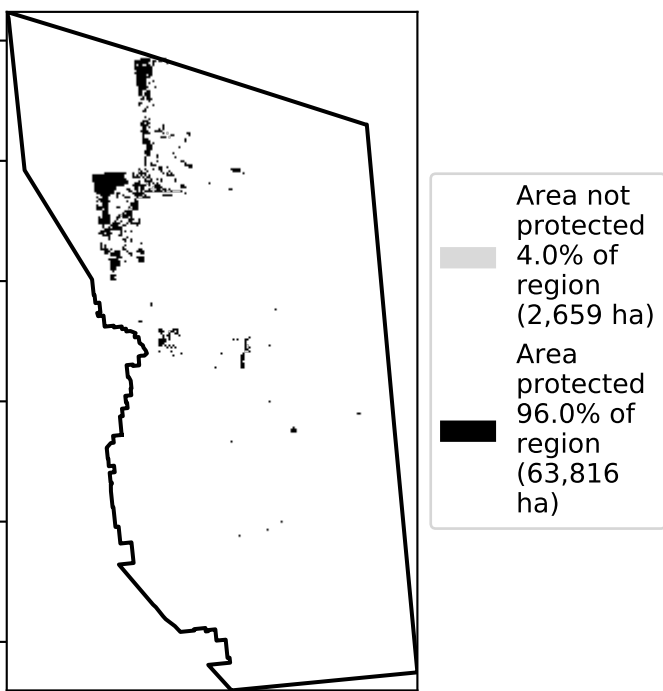 Area not
protected
4.0% of
region
(2,659 ha)
Area
protected
96.0% of
region
(63,816
ha)